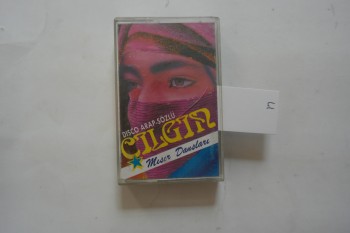 DISCO ARAP-SÖZLÜ
ÇILGIN
Mısır Dansları